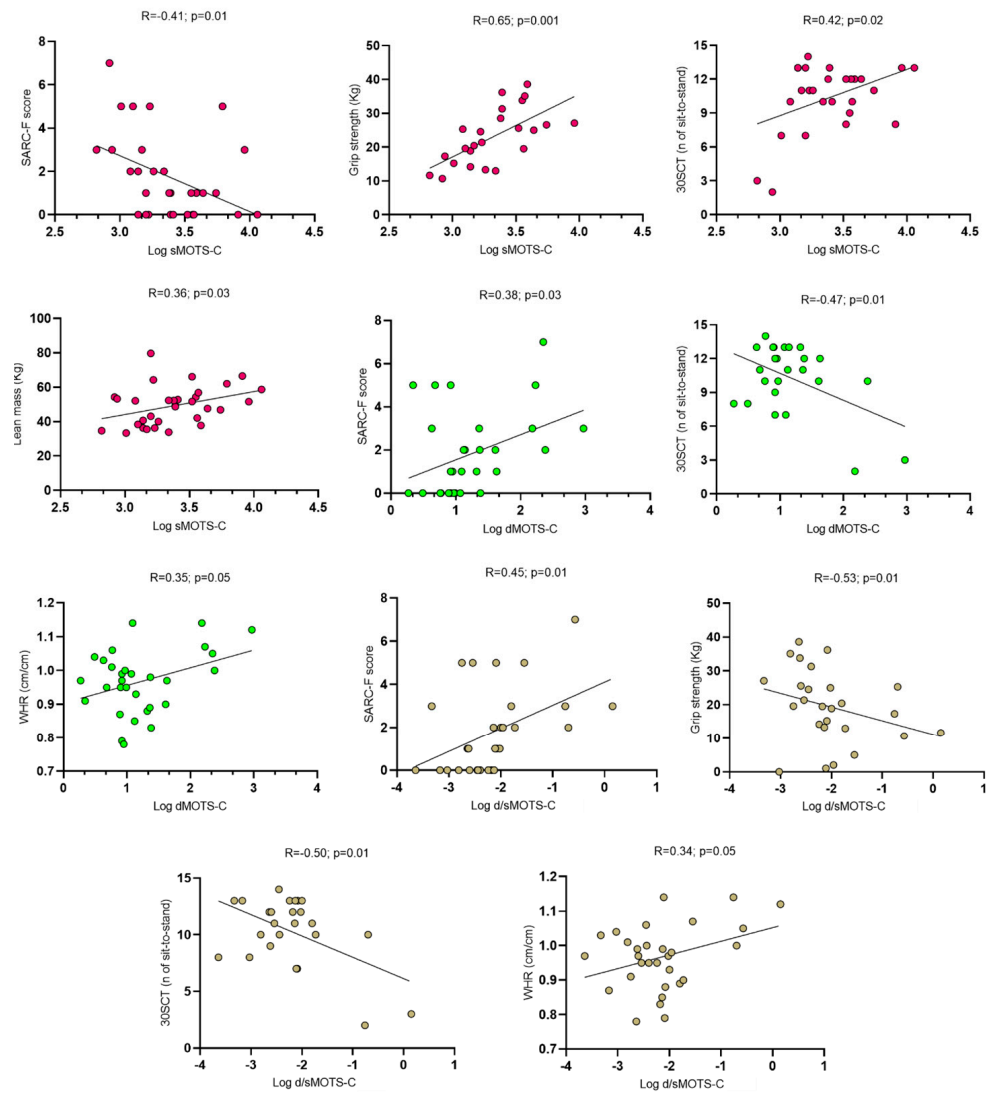 R=-0.41; p=0.01
8
6
4
2
0
SARC-F score
2.5 3.0 3.5 4.0 4.5
Log sMOTS-C
R=0.65; p=0.001
50
40
30
20
10
0
Grip strength (Kg)
2.5 3.0 3.5 4.0 4.5
Log sMOTS-C
R=0.42; p=0.02
15
12
9
6
3
0
30SCT (n of sit-to-stand)
2.5 3.0 3.5 4.0 4.5
Log sMOTS-C
R=0.36; p=0.03
100
80
60
40
20
0
Lean mass (Kg)
2.5 3.0 3.5 4.0 4.5
Log sMOTS-C
R=0.38; p=0.03
8
6
4
2
0
SARC-F score
0 1 2 3 4
Log dMOTS-C
R=-0.47; p=0.01
15
12
9
6
3
0
30SCT (n of sit-to-stand)
0 1 2 3 4
Log dMOTS-C
R=0.35; p=0.05
1.2
1.1
1.0
0.9
0.8
0.7
WHR (cm/cm)
0 1 2 3 4
Log dMOTS-C
R=0.45; p=0.01
8
6
4
2
0
SARC-F score
-4 -3 -2 -1 0 1
Log d/sMOTS-C
R=-0.53; p=0.01
50
40
30
20
10
0
Grip strength (Kg)
-4 -3 -2 -1 0 1
Log d/sMOTS-C
R=-0.50; p=0.01
15
10
5
0
30SCT (n of sit-to-stand)
-4 -3 -2 -1 0 1
Log d/sMOTS-C
R=0.34; p=0.05
1.2
1.1
1.0
0.9
0.8
0.7
WHR (cm/cm)
-4 -3 -2 -1 0 1
Log d/sMOTS-C